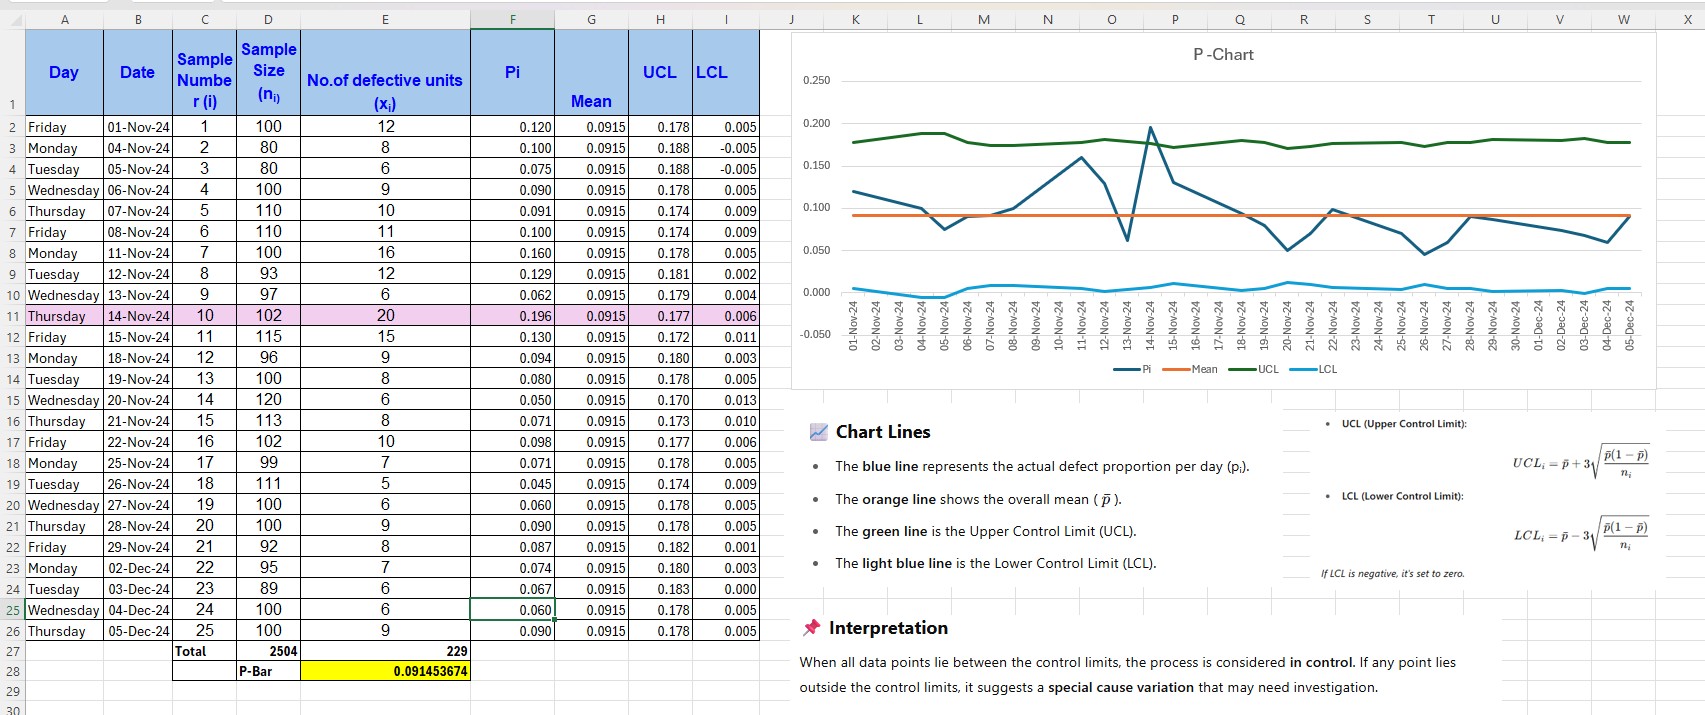 A B C D E F G H I J K L M N O P Q R S T U V W X
1 Day Date Sample Numbe r (i) Sample Size (ni) No.of defective units (xi) Pi Mean UCL LCL
2 Friday 01-Nov-24 1 100 12 0.120 0.0915 0.178 0.005
3 Monday 04-Nov-24 2 80 8 0.100 0.0915 0.188 -0.005
4 Tuesday 05-Nov-24 3 80 6 0.075 0.0915 0.188 -0.005
5 Wednesday 06-Nov-24 4 100 9 0.090 0.0915 0.178 0.005
6 Thursday 07-Nov-24 5 110 10 0.091 0.0915 0.174 0.009
7 Friday 08-Nov-24 6 110 11 0.100 0.0915 0.174 0.009
8 Monday 11-Nov-24 7 100 16 0.160 0.0915 0.178 0.005
9 Tuesday 12-Nov-24 8 93 12 0.129 0.0915 0.181 0.002
10 Wednesday 13-Nov-24 9 97 6 0.062 0.0915 0.179 0.004
11 Thursday 14-Nov-24 10 102 20 0.196 0.0915 0.177 0.006
12 Friday 15-Nov-24 11 115 15 0.130 0.0915 0.172 0.011
13 Monday 18-Nov-24 12 96 9 0.094 0.0915 0.180 0.003
14 Tuesday 19-Nov-24 13 100 8 0.080 0.0915 0.178 0.005
15 Wednesday 20-Nov-24 14 120 6 0.050 0.0915 0.170 0.013
16 Thursday 21-Nov-24 15 113 8 0.071 0.0915 0.173 0.010
17 Friday 22-Nov-24 16 102 10 0.098 0.0915 0.177 0.006
18 Monday 25-Nov-24 17 99 7 0.071 0.0915 0.178 0.005
19 Tuesday 26-Nov-24 18 111 5 0.045 0.0915 0.174 0.009
20 Wednesday 27-Nov-24 19 100 6 0.060 0.0915 0.178 0.005
21 Thursday 28-Nov-24 20 100 9 0.090 0.0915 0.178 0.005
22 Friday 29-Nov-24 21 92 8 0.087 0.0915 0.182 0.001
23 Monday 02-Dec-24 22 95 7 0.074 0.0915 0.180 0.003
24 Tuesday 03-Dec-24 23 89 6 0.067 0.0915 0.183 0.000
25 Wednesday 04-Dec-24 24 100 6 0.060 0.0915 0.178 0.005
26 Thursday 05-Dec-24 25 100 9 0.090 0.0915 0.178 0.005
27 Total 2504 229
28 P-Bar 0.091453674
29
30
P -Chart
0.250
0.200
0.150
0.100
0.050
0.000
-0.050
01-Nov-24 02-Nov-24 03-Nov-24 04-Nov-24 05-Nov-24 06-Nov-24 07-Nov-24 08-Nov-24 09-Nov-24 10-Nov-24 11-Nov-24 12-Nov-24 13-Nov-24 14-Nov-24 15-Nov-24 16-Nov-24 17-Nov-24 18-Nov-24 19-Nov-24 20-Nov-24 21-Nov-24 22-Nov-24 23-Nov-24 24-Nov-24 25-Nov-24 26-Nov-24 27-Nov-24 28-Nov-24 29-Nov-24 30-Nov-24 01-Dec-24 02-Dec-24 03-Dec-24 04-Dec-24 05-Dec-24
Pi Mean UCL LCL
Chart Lines
• The blue line represents the actual defect proportion per day (pᵢ).
• The orange line shows the overall mean ( p̄ ).
• The green line is the Upper Control Limit (UCL).
• The light blue line is the Lower Control Limit (LCL).
• UCL (Upper Control Limit):
UCLᵢ = p̄ + 3√(p̄(1 − p̄)/nᵢ)
• LCL (Lower Control Limit):
LCLᵢ = p̄ − 3√(p̄(1 − p̄)/nᵢ)
If LCL is negative, it's set to zero.
Interpretation
When all data points lie between the control limits, the process is considered in control. If any point lies
outside the control limits, it suggests a special cause variation that may need investigation.